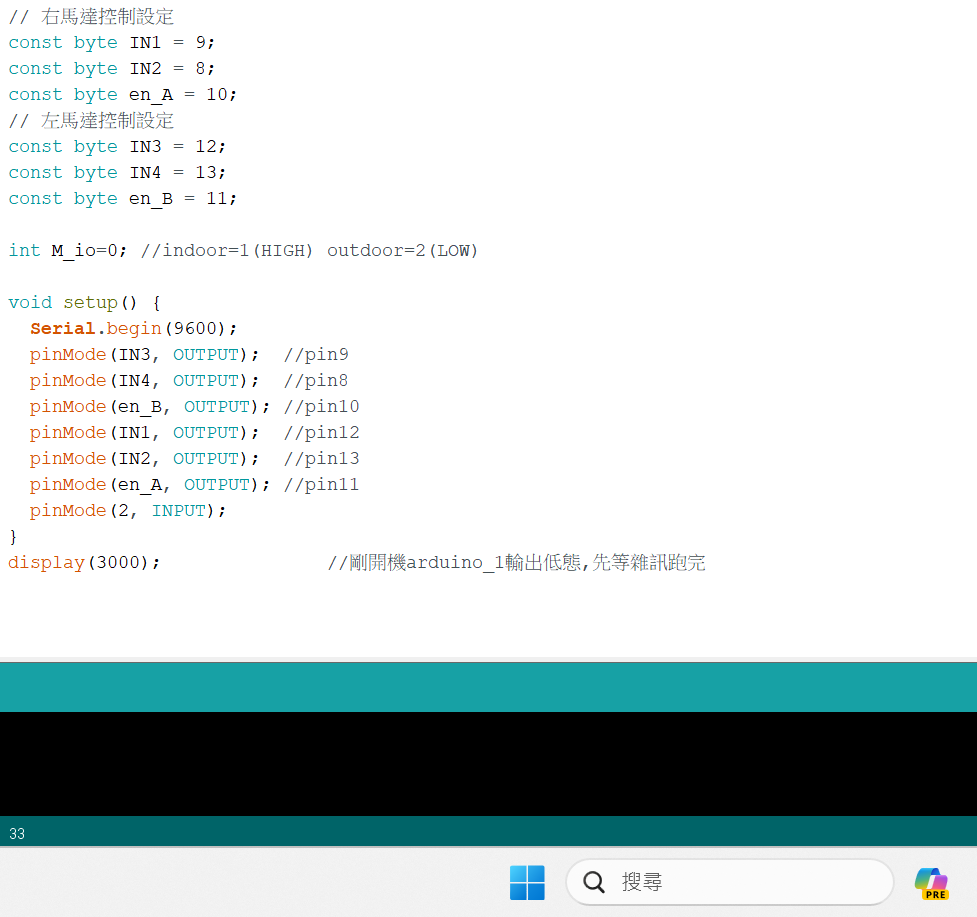 // 右馬達控制設定
const byte IN1 = 9;
const byte IN2 = 8;
const byte en_A = 10;
// 左馬達控制設定
const byte IN3 = 12;
const byte IN4 = 13;
const byte en_B = 11;
int M_io=0; //indoor=1(HIGH) outdoor=2(LOW)
void setup() {
Serial.begin(9600);
pinMode(IN3, OUTPUT); //pin9
pinMode(IN4, OUTPUT); //pin8
pinMode(en_B, OUTPUT); //pin10
pinMode(IN1, OUTPUT); //pin12
pinMode(IN2, OUTPUT); //pin13
pinMode(en_A, OUTPUT); //pin11
pinMode(2, INPUT);
}
display(3000); //剛開機arduino_1輸出低態,先等雜訊跑完
33
搜尋
PRE